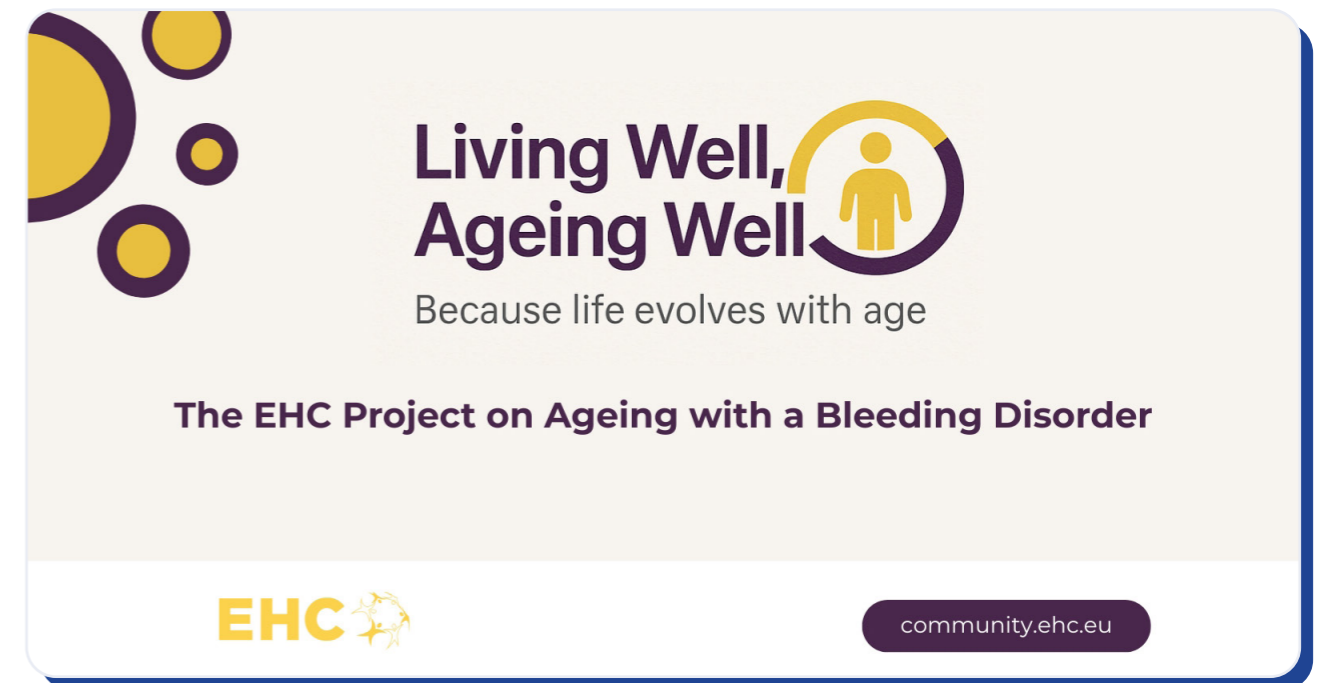 Living Well,
Ageing Well
Because life evolves with age
The EHC Project on Ageing with a Bleeding Disorder
EHC
community.ehc.eu